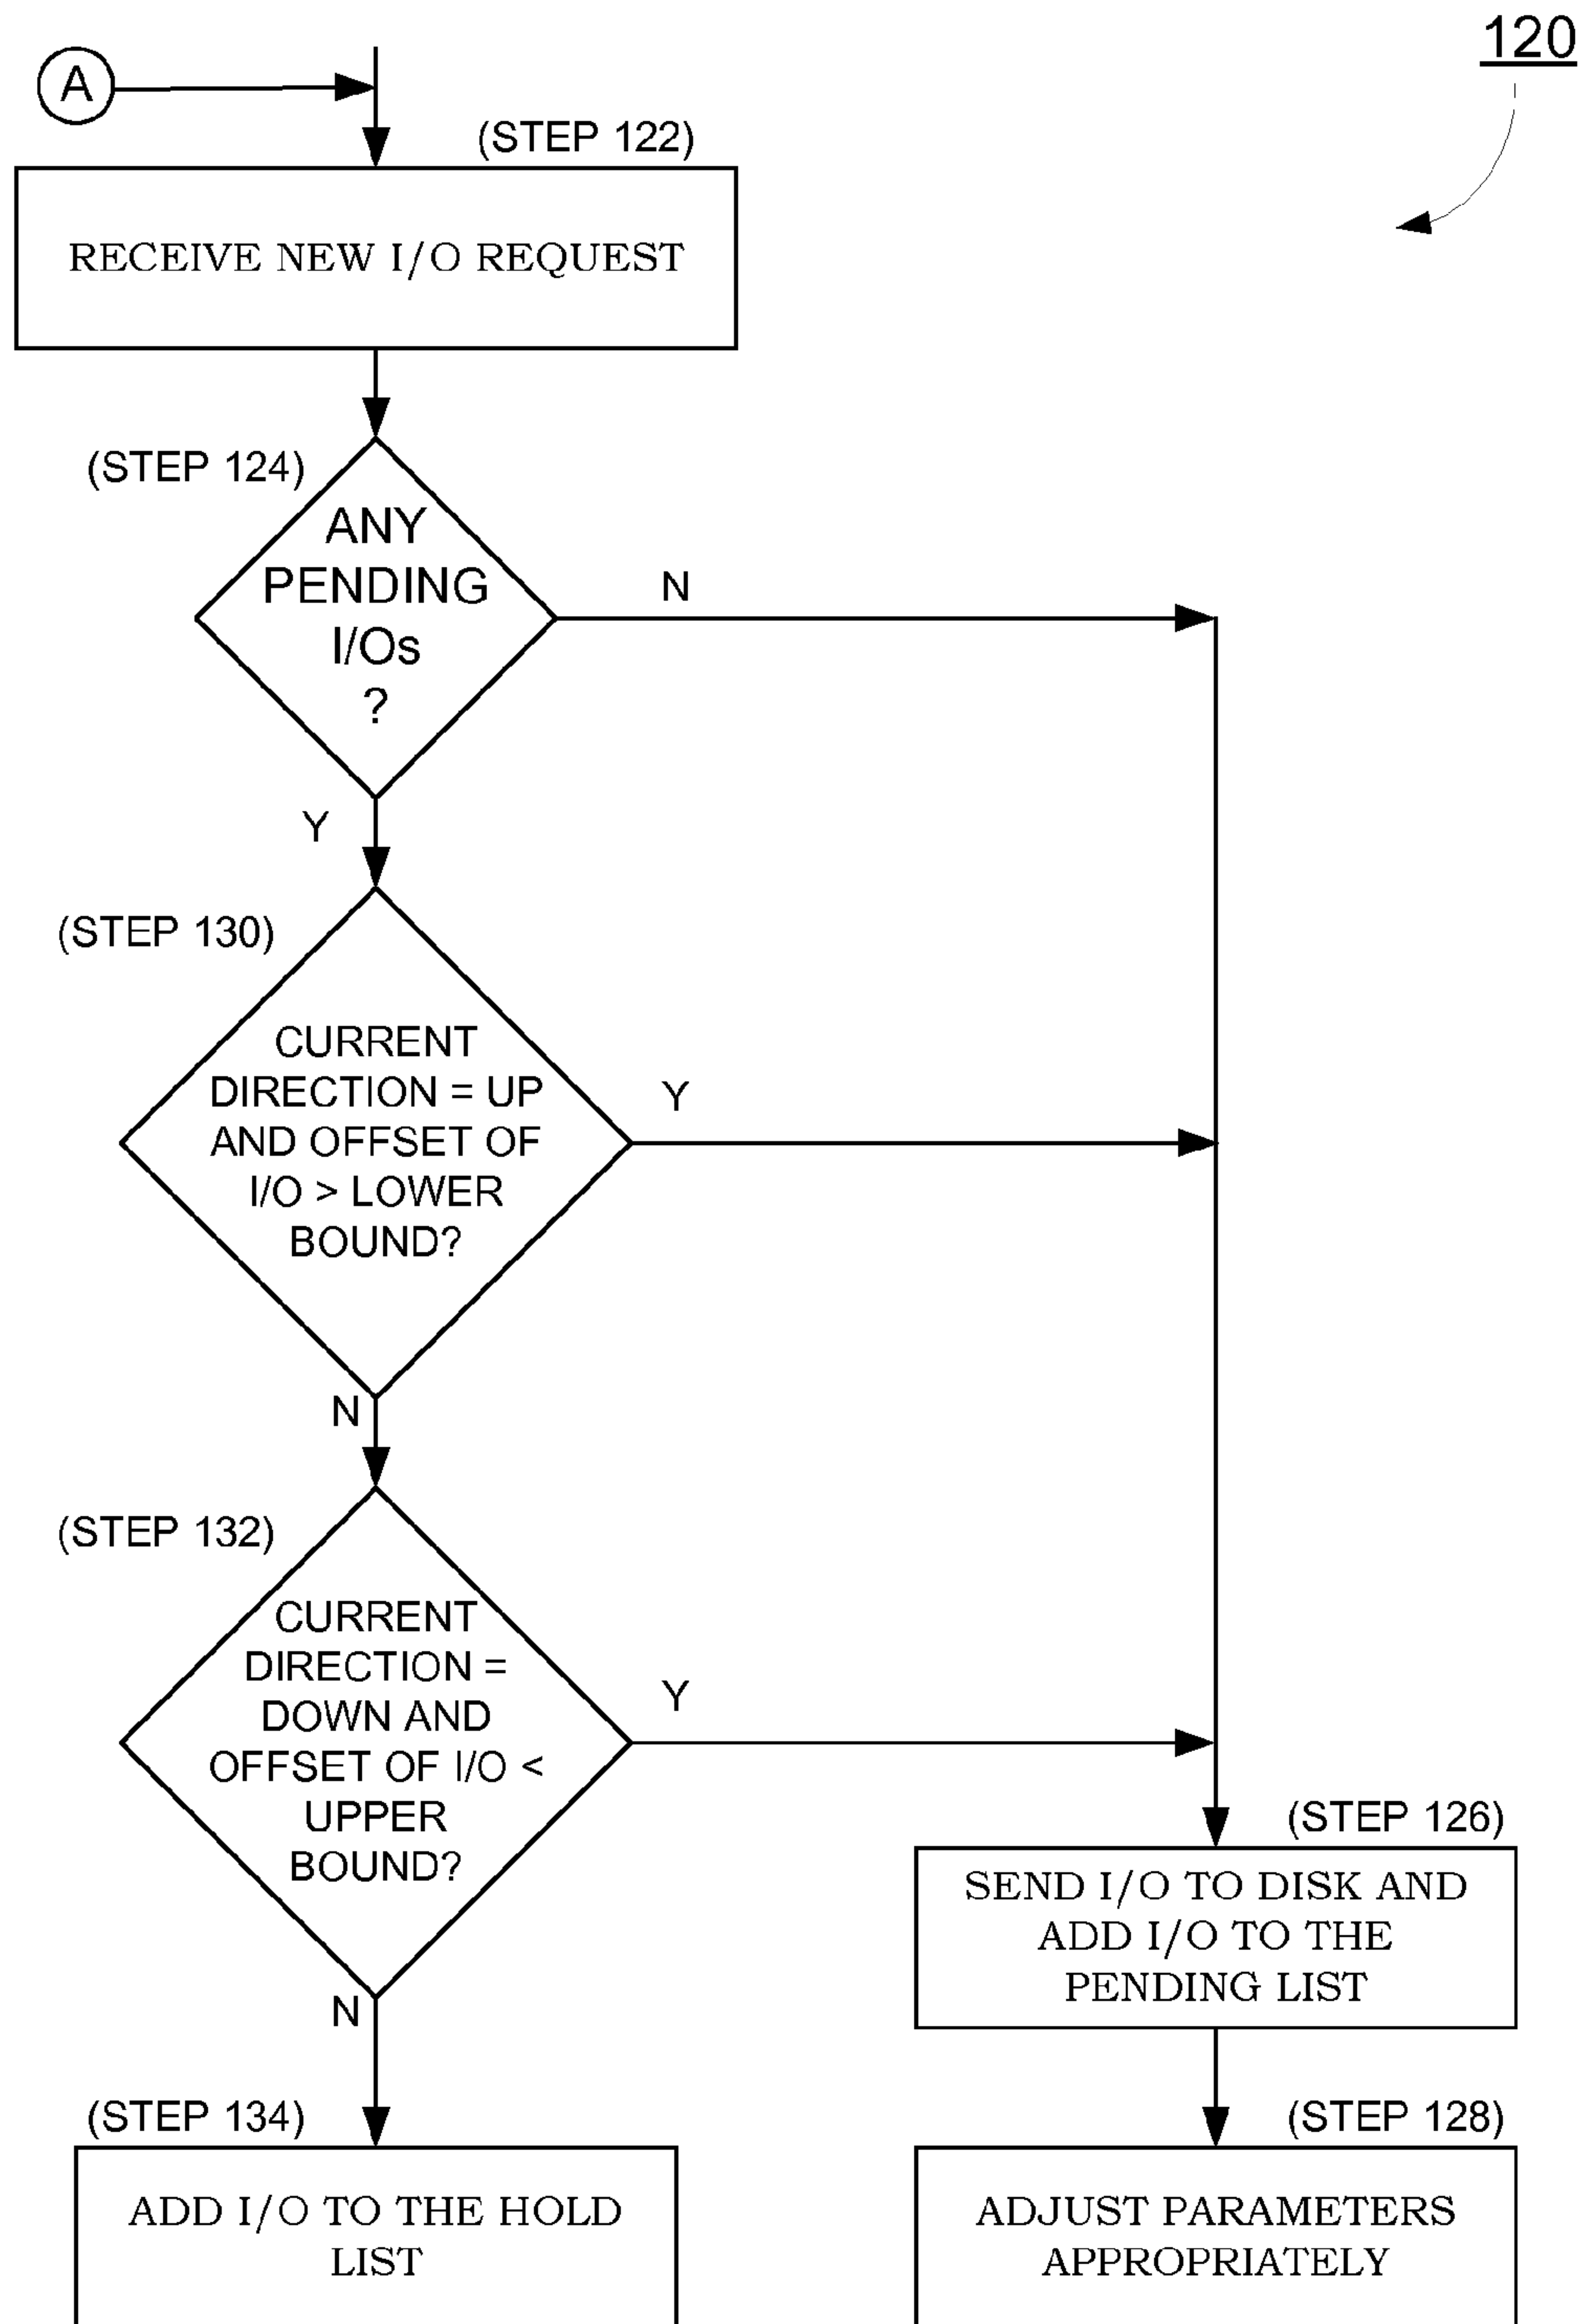 120
A
(STEP 122)
RECEIVE NEW I/O REQUEST
(STEP 124)
ANY
PENDING
I/Os
?
N
Y
(STEP 130)
CURRENT
DIRECTION = UP
AND OFFSET OF
I/O > LOWER
BOUND?
Y
N
(STEP 132)
CURRENT
DIRECTION =
DOWN AND
OFFSET OF I/O <
UPPER
BOUND?
Y
N
(STEP 126)
SEND I/O TO DISK AND
ADD I/O TO THE
PENDING LIST
(STEP 134)
ADD I/O TO THE HOLD
LIST
(STEP 128)
ADJUST PARAMETERS
APPROPRIATELY